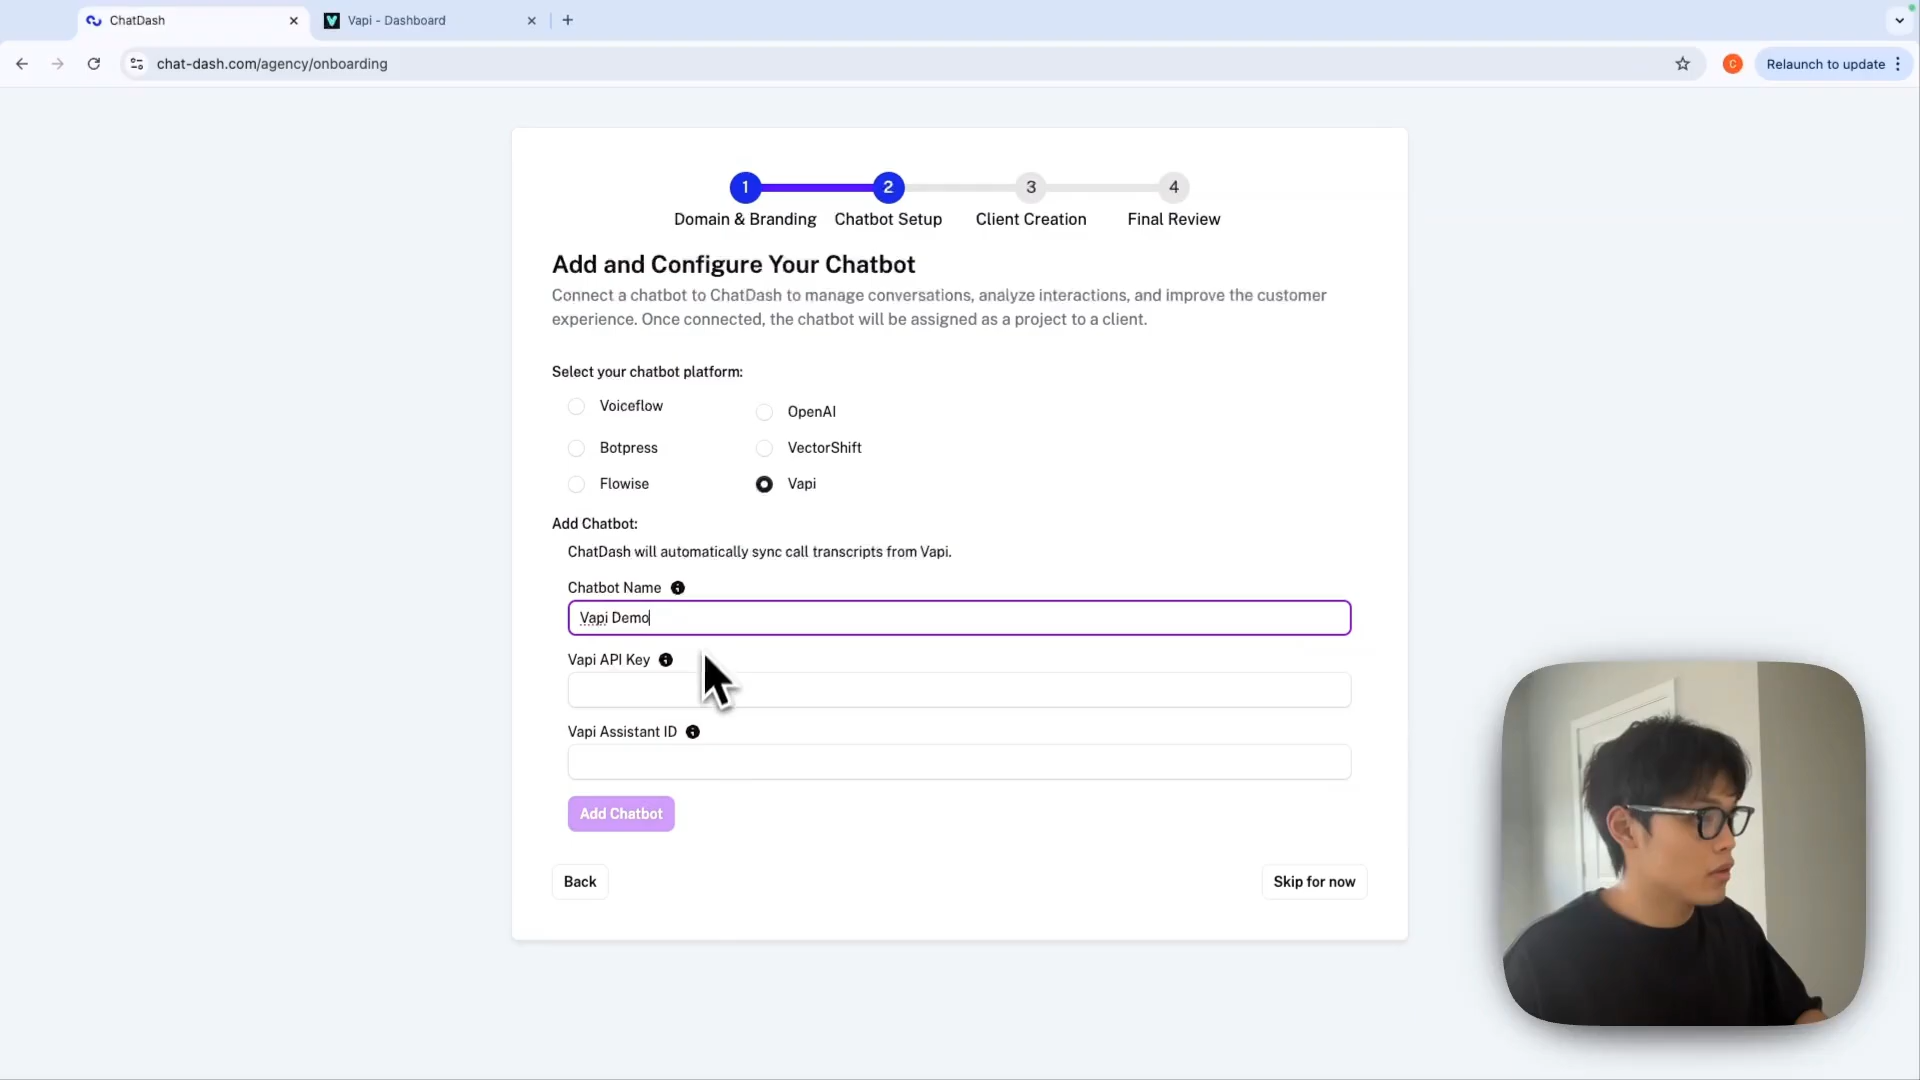 ChatDash
Vapi - Dashboard
chat-dash.com/agency/onboarding
C
Relaunch to update
1
2
3
4
Domain & Branding
Chatbot Setup
Client Creation
Final Review
Add and Configure Your Chatbot
Connect a chatbot to ChatDash to manage conversations, analyze interactions, and improve the customer
experience. Once connected, the chatbot will be assigned as a project to a client.
Select your chatbot platform:
Voiceflow
OpenAI
Botpress
VectorShift
Flowise
Vapi
Add Chatbot:
ChatDash will automatically sync call transcripts from Vapi.
Chatbot Name
Vapi Demo
Vapi API Key
Vapi Assistant ID
Add Chatbot
Back
Skip for now